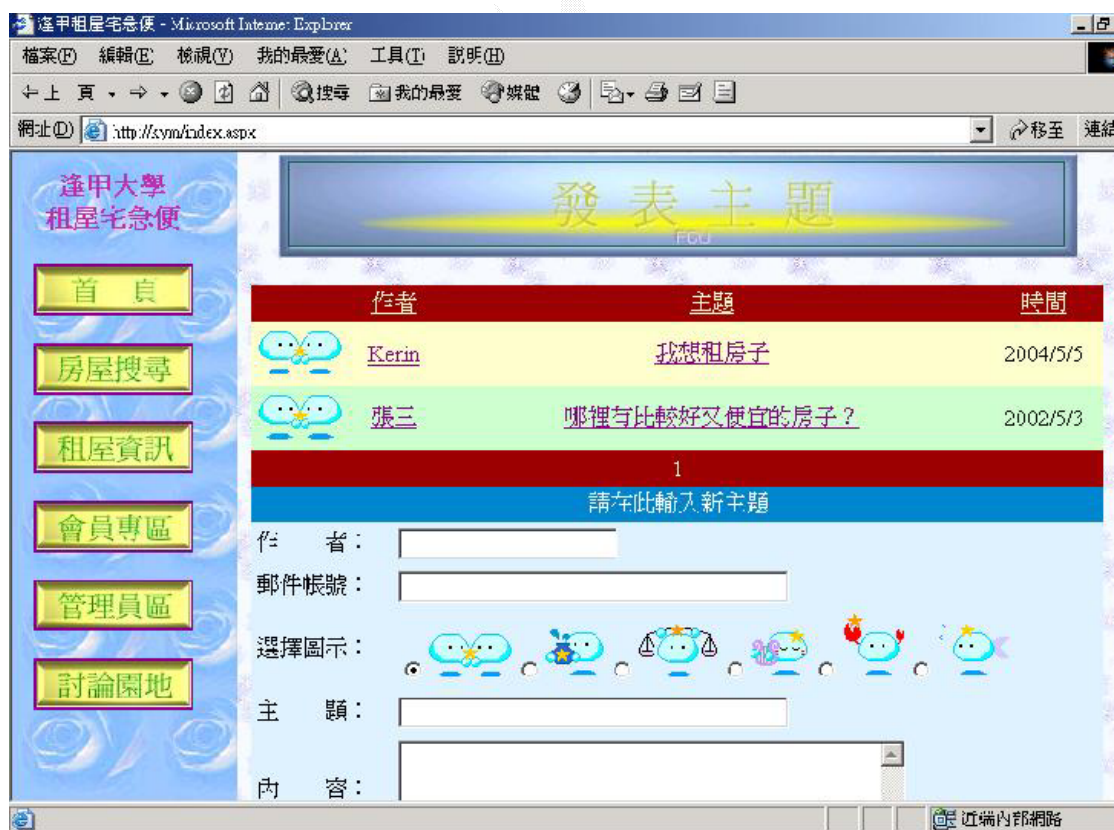 逢甲租屋宅急便 - Microsoft Internet Explorer
檔案(F) 編輯(E) 檢視(V) 我的最愛(A) 工具(T) 說明(H)
上一頁 搜尋 我的最愛 媒體
網址(D) http://xym/index.aspx 移至 連結
逢甲大學
租屋宅急便
首 頁
房屋搜尋
租屋資訊
會員專區
管理員區
討論園地
發 表 主 題
FCU
作者 主題 時間
Kerin 我想租房子 2004/5/5
張三 哪裡有比較好又便宜的房子？ 2002/5/3
1
請在此輸入新主題
作 者：
郵件帳號：
選擇圖示：
主 題：
內 容：
近端內部網路